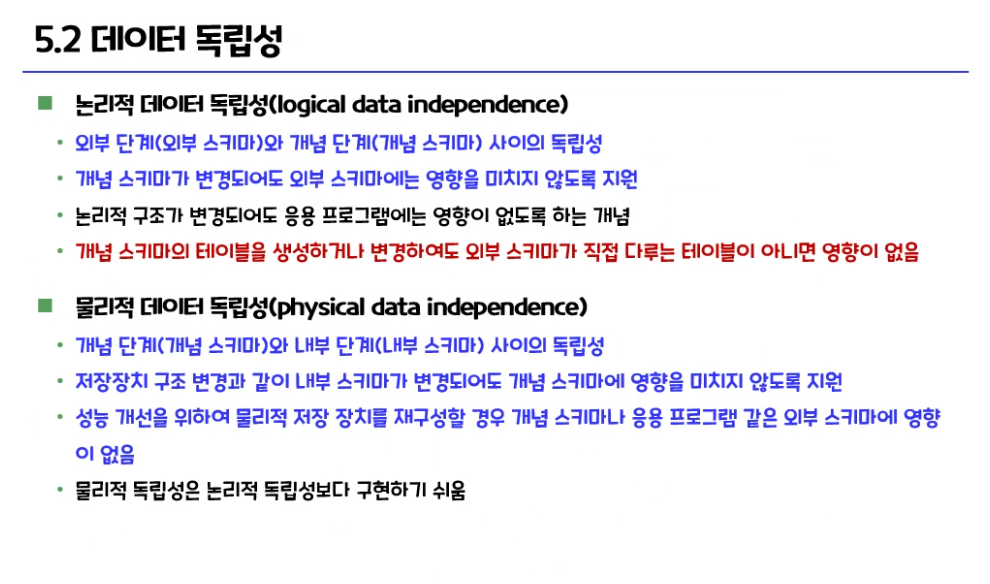 5.2 데이터 독립성
■ 논리적 데이터 독립성(logical data independence)
• 외부 단계(외부 스키마)와 개념 단계(개념 스키마) 사이의 독립성
• 개념 스키마가 변경되어도 외부 스키마에는 영향을 미치지 않도록 지원
• 논리적 구조가 변경되어도 응용 프로그램에는 영향이 없도록 하는 개념
• 개념 스키마의 테이블을 생성하거나 변경하여도 외부 스키마가 직접 다루는 테이블이 아니면 영향이 없음
■ 물리적 데이터 독립성(physical data independence)
• 개념 단계(개념 스키마)와 내부 단계(내부 스키마) 사이의 독립성
• 저장장치 구조 변경과 같이 내부 스키마가 변경되어도 개념 스키마에 영향을 미치지 않도록 지원
• 성능 개선을 위하여 물리적 저장 장치를 재구성할 경우 개념 스키마나 응용 프로그램 같은 외부 스키마에 영향
이 없음
• 물리적 독립성은 논리적 독립성보다 구현하기 쉬움